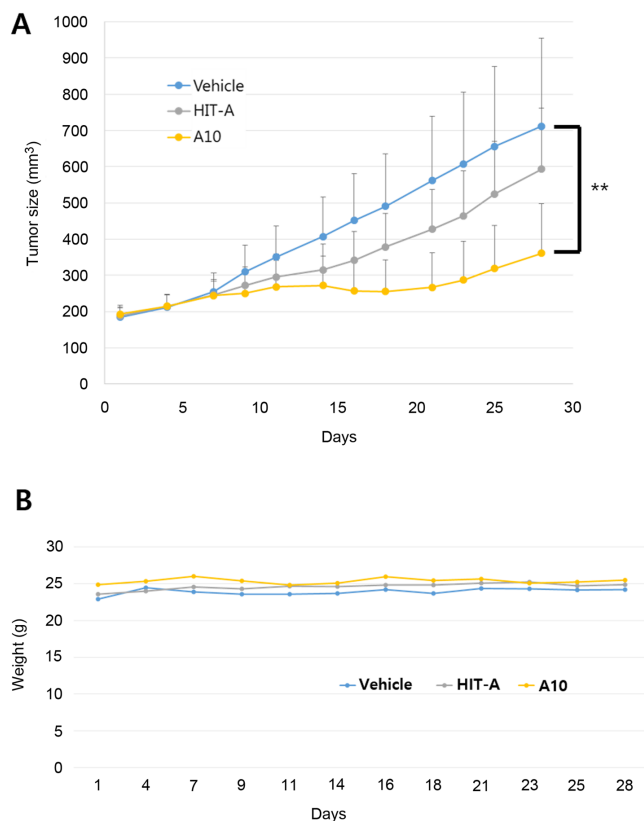 A
1000
900
800
700
600
500
400
300
200
100
0
Tumor size (mm³)
Vehicle
HIT-A
A10
**
0 5 10 15 20 25 30
Days
B
30
25
20
15
10
5
0
Weight (g)
Vehicle HIT-A A10
1 4 7 9 11 14 16 18 21 23 25 28
Days